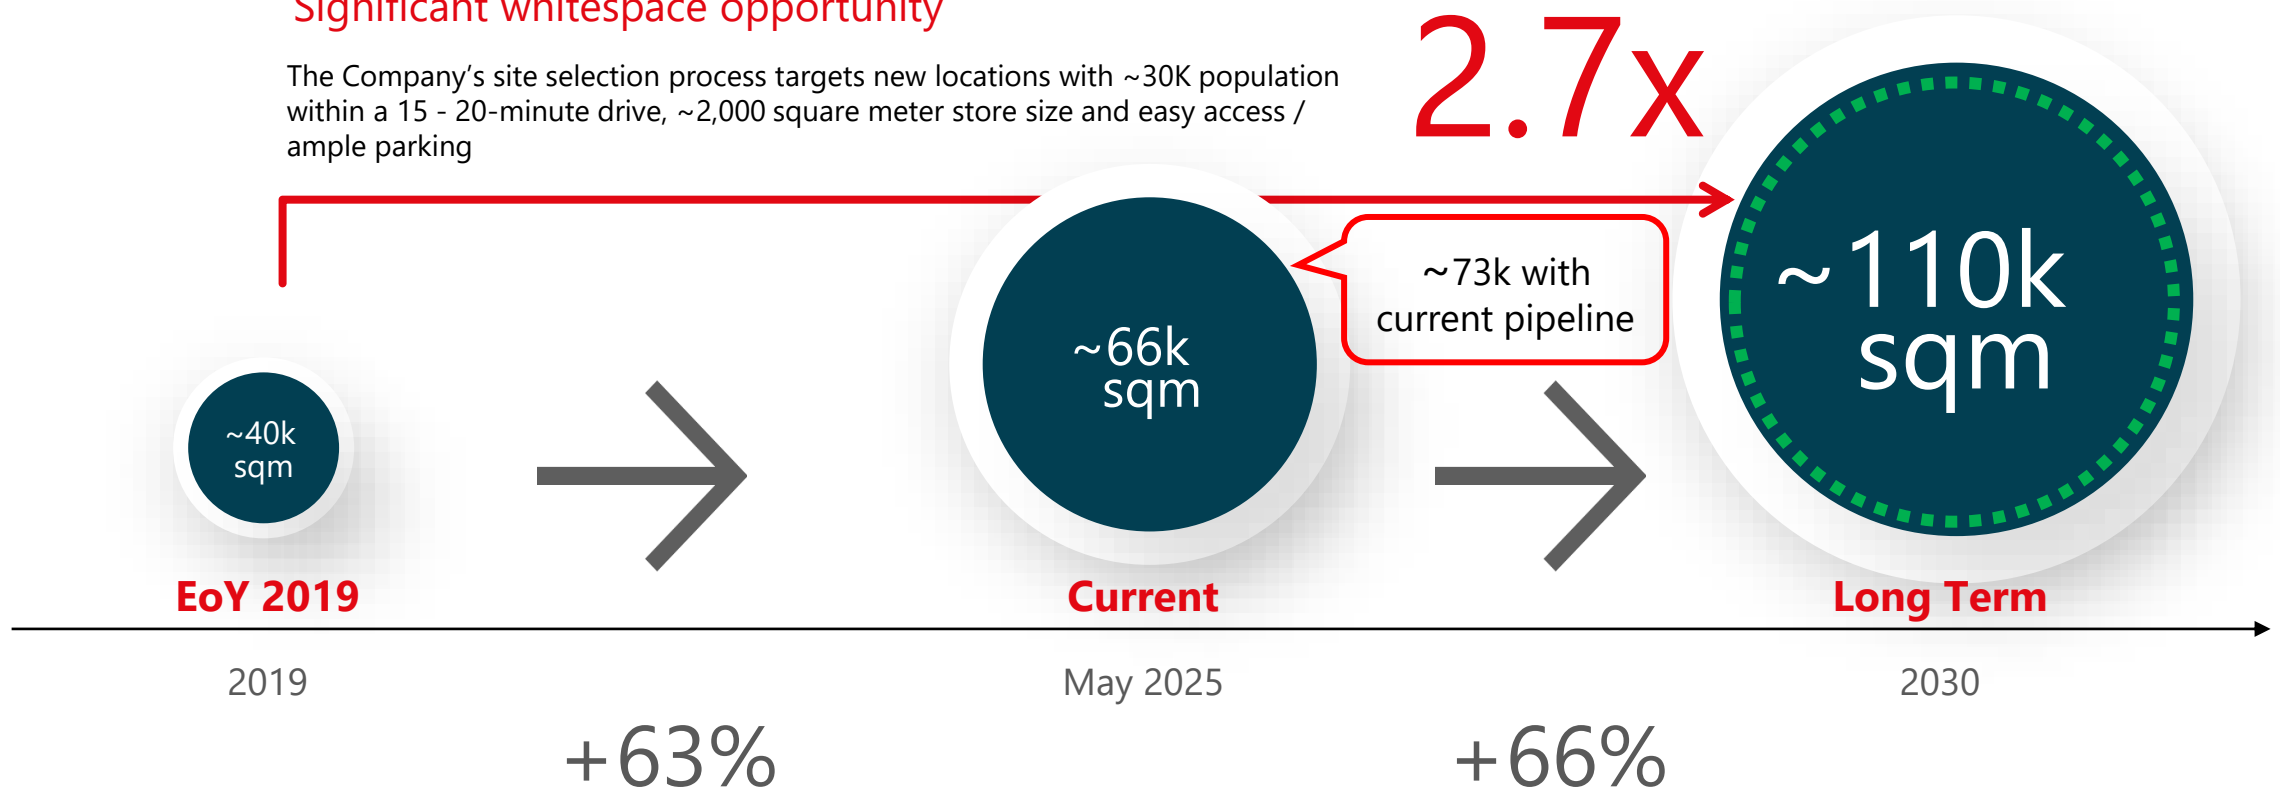 Significant whitespace opportunity
The Company's site selection process targets new locations with ~30K population
within a 15 - 20-minute drive, ~2,000 square meter store size and easy access /
ample parking
2.7x
~40k
sqm
~66k
sqm
~73k with
current pipeline
~110k
sqm
EoY 2019
Current
Long Term
2019
May 2025
2030
+63%
+66%